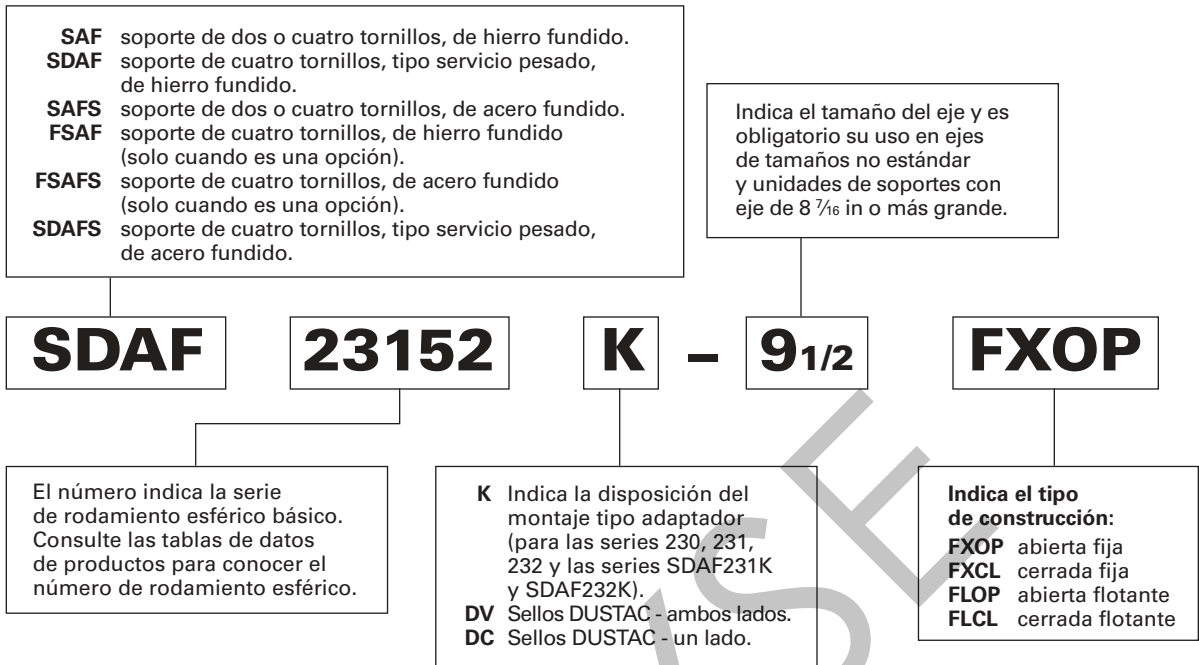 SAF soporte de dos o cuatro tornillos, de hierro fundido.
SDAF soporte de cuatro tornillos, tipo servicio pesado,
de hierro fundido.
SAFS soporte de dos o cuatro tornillos, de acero fundido.
FSAF soporte de cuatro tornillos, de hierro fundido
(solo cuando es una opción).
FSAFS soporte de cuatro tornillos, de acero fundido
(solo cuando es una opción).
SDAFS soporte de cuatro tornillos, tipo servicio pesado,
de acero fundido.
Indica el tamaño del eje y es
obligatorio su uso en ejes
de tamaños no estándar
y unidades de soportes con
eje de 8 7/16 in o más grande.
SDAF 23152 K – 9 1/2 FXOP
El número indica la serie
de rodamiento esférico básico.
Consulte las tablas de datos
de productos para conocer el
número de rodamiento esférico.
K Indica la disposición del
montaje tipo adaptador
(para las series 230, 231,
232 y las series SDAF231K
y SDAF232K).
DV Sellos DUSTAC - ambos lados.
DC Sellos DUSTAC - un lado.
Indica el tipo
de construcción:
FXOP abierta fija
FXCL cerrada fija
FLOP abierta flotante
FLCL cerrada flotante